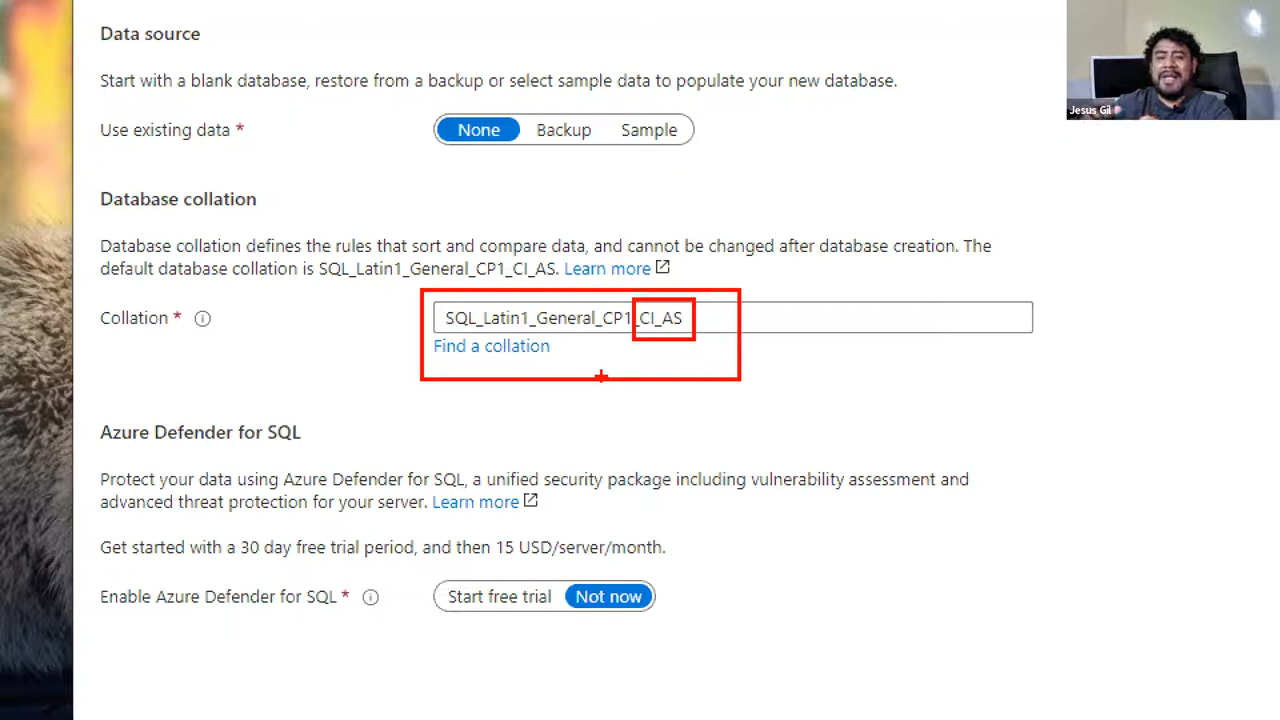 Data source
Start with a blank database, restore from a backup or select sample data to populate your new database.
Use existing data * None Backup Sample
Database collation
Database collation defines the rules that sort and compare data, and cannot be changed after database creation. The
default database collation is SQL_Latin1_General_CP1_CI_AS. Learn more
Collation * SQL_Latin1_General_CP1_CI_AS
Find a collation
Azure Defender for SQL
Protect your data using Azure Defender for SQL, a unified security package including vulnerability assessment and
advanced threat protection for your server. Learn more
Get started with a 30 day free trial period, and then 15 USD/server/month.
Enable Azure Defender for SQL * Start free trial Not now
Jesus Gil